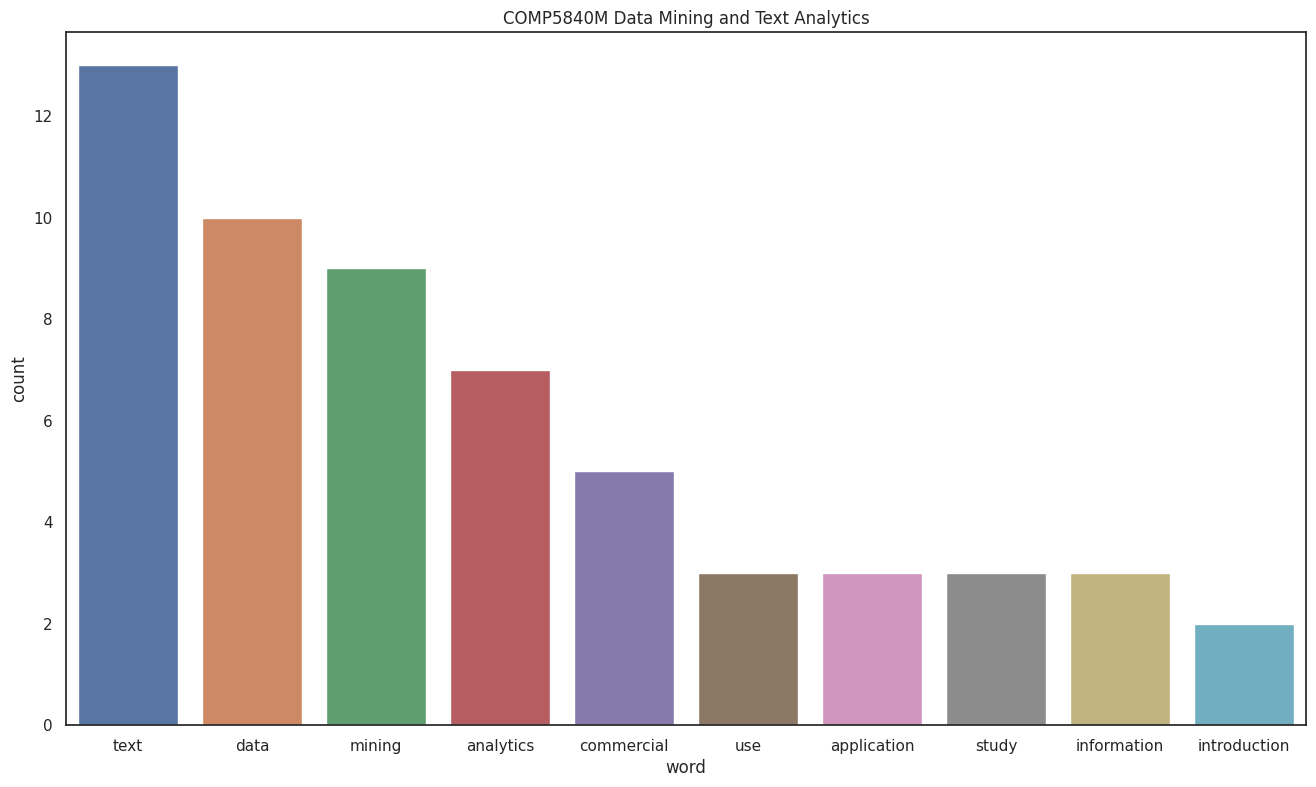 COMP5840M Data Mining and Text Analytics
12
10
8
6
4
2
0
count
text data mining analytics commercial use application study information introduction
word